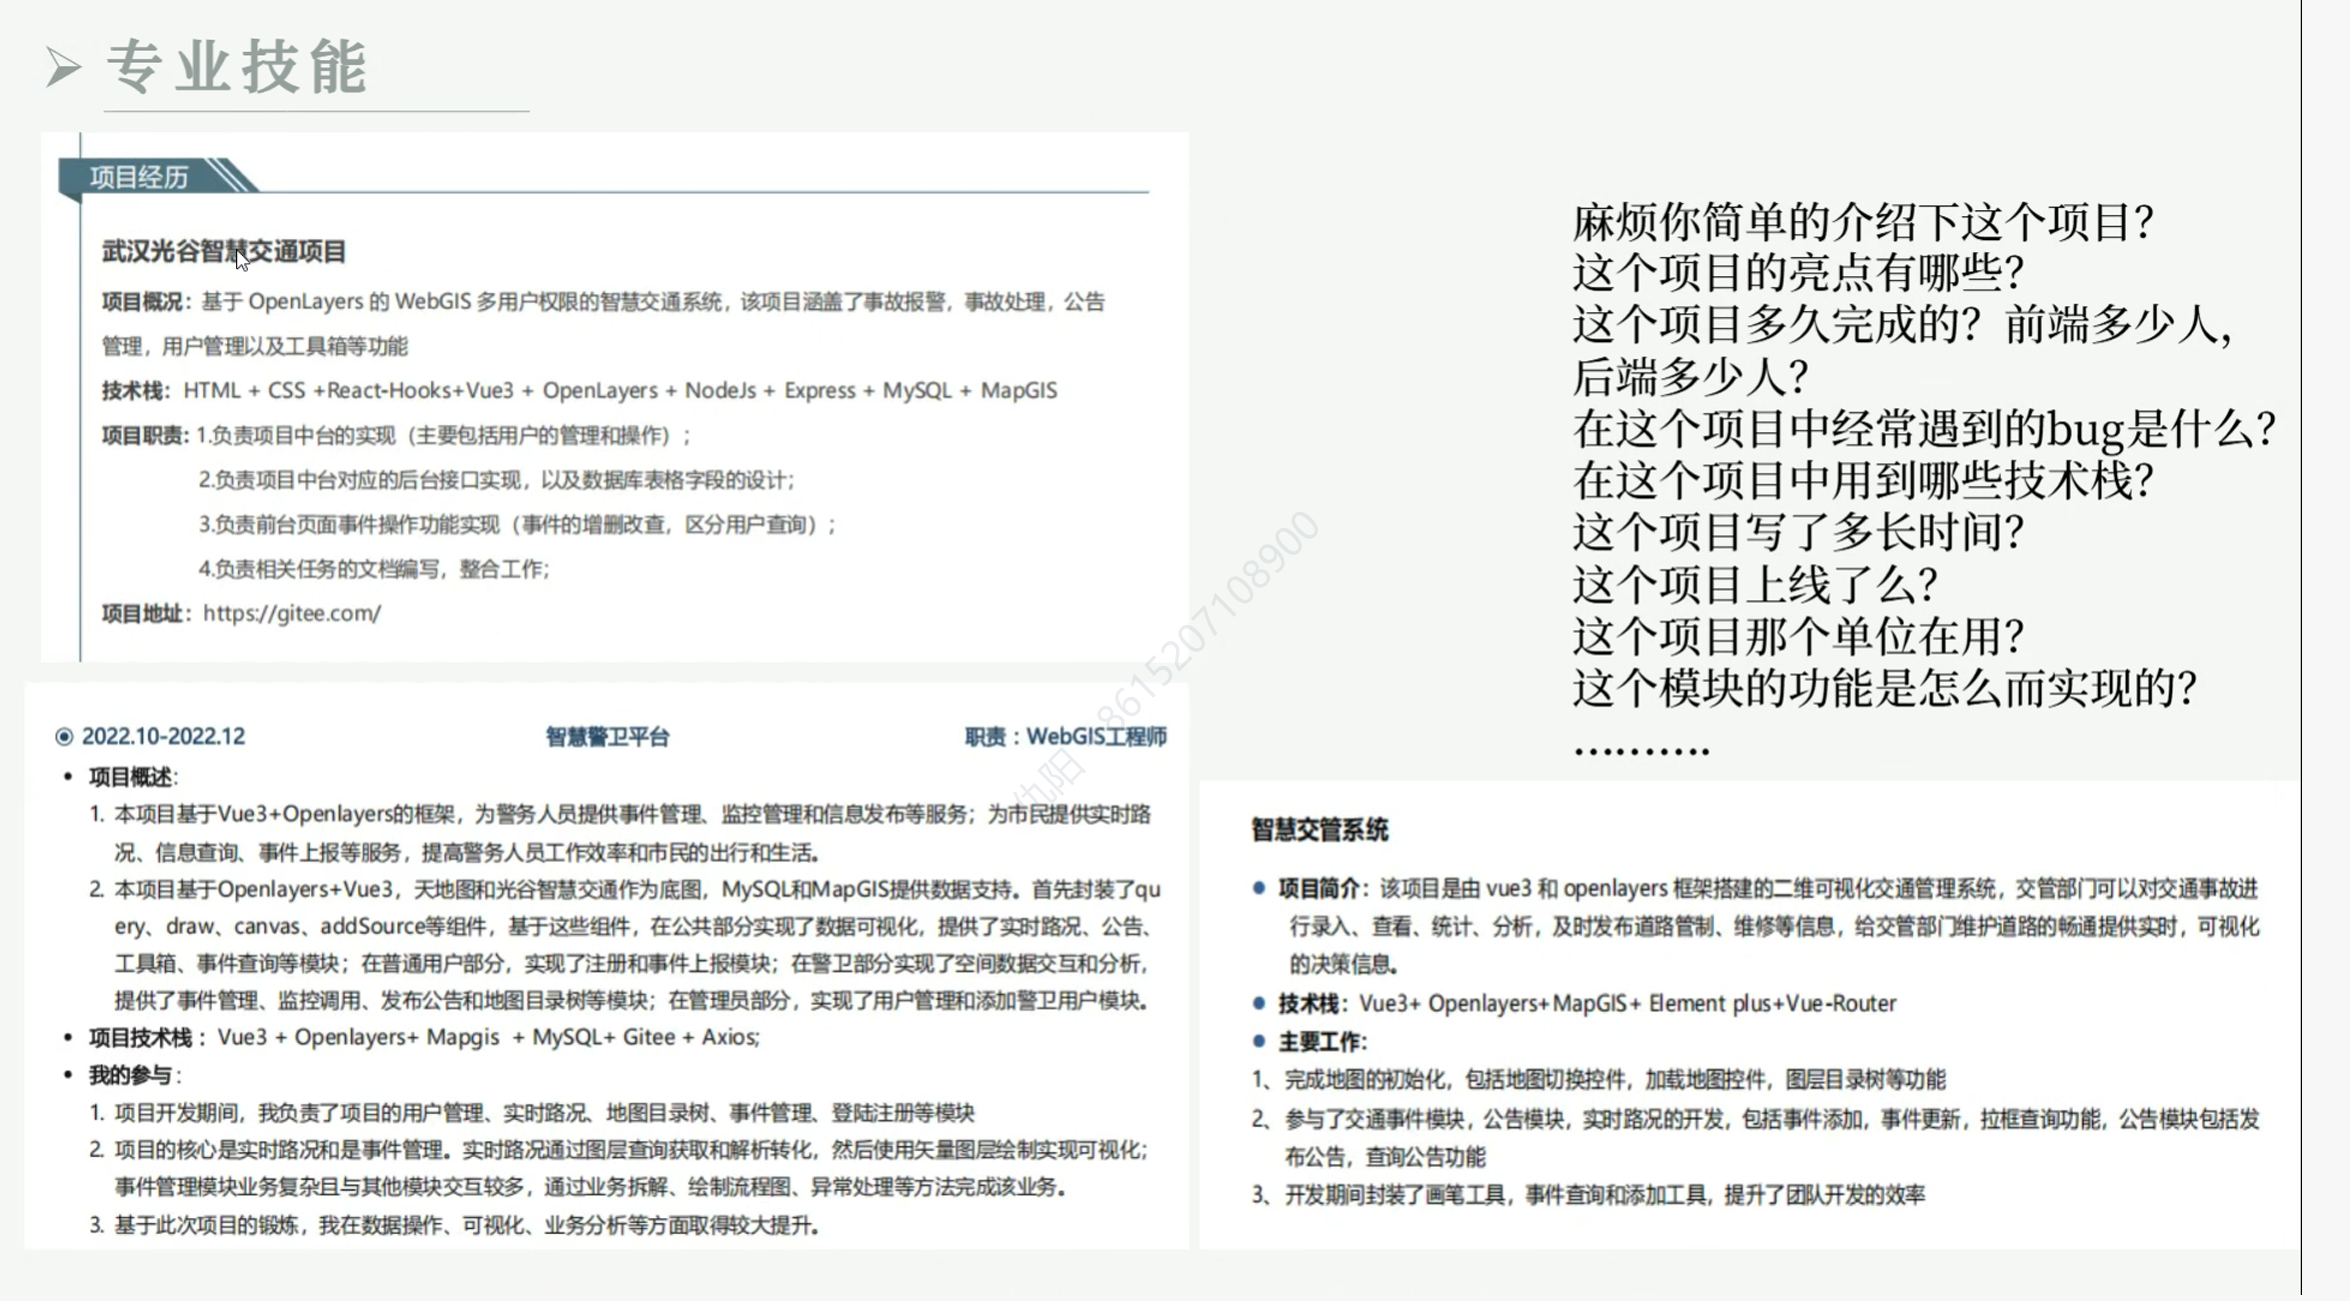 专业技能
项目经历
武汉光谷智慧交通项目
项目概况：基于 OpenLayers 的 WebGIS 多用户权限的智慧交通系统，该项目涵盖了事故报警，事故处理，公告
管理，用户管理以及工具箱等功能
技术栈：HTML + CSS +React-Hooks+Vue3 + OpenLayers + NodeJs + Express + MySQL + MapGIS
项目职责: 1.负责项目中台的实现（主要包括用户的管理和操作）；
2.负责项目中台对应的后台接口实现，以及数据库表格字段的设计；
3.负责前台页面事件操作功能实现（事件的增删改查，区分用户查询）；
4.负责相关任务的文档编写，整合工作；
项目地址：https://gitee.com/
麻烦你简单的介绍下这个项目？
这个项目的亮点有哪些？
这个项目多久完成的？前端多少人，
后端多少人？
在这个项目中经常遇到的bug是什么？
在这个项目中用到哪些技术栈？
这个项目写了多长时间？
这个项目上线了么？
这个项目那个单位在用？
这个模块的功能是怎么而实现的？
··········
2022.10-2022.12 智慧警卫平台 职责：WebGIS工程师
• 项目概述:
1. 本项目基于Vue3+Openlayers的框架，为警务人员提供事件管理、监控管理和信息发布等服务；为市民提供实时路
况、信息查询、事件上报等服务，提高警务人员工作效率和市民的出行和生活。
2. 本项目基于Openlayers+Vue3，天地图和光谷智慧交通作为底图，MySQL和MapGIS提供数据支持。首先封装了qu
ery、draw、canvas、addSource等组件，基于这些组件，在公共部分实现了数据可视化，提供了实时路况、公告、
工具箱、事件查询等模块；在普通用户部分，实现了注册和事件上报模块；在警卫部分实现了空间数据交互和分析，
提供了事件管理、监控调用、发布公告和地图目录树等模块；在管理员部分，实现了用户管理和添加警卫用户模块。
• 项目技术栈： Vue3 + Openlayers+ Mapgis + MySQL+ Gitee + Axios;
• 我的参与:
1. 项目开发期间，我负责了项目的用户管理、实时路况、地图目录树、事件管理、登陆注册等模块
2. 项目的核心是实时路况和是事件管理。实时路况通过图层查询获取和解析转化，然后使用矢量图层绘制实现可视化；
事件管理模块业务复杂且与其他模块交互较多，通过业务拆解、绘制流程图、异常处理等方法完成该业务。
3. 基于此次项目的锻炼，我在数据操作、可视化、业务分析等方面取得较大提升。
智慧交管系统
● 项目简介：该项目是由 vue3 和 openlayers 框架搭建的二维可视化交通管理系统，交管部门可以对交通事故进
行录入、查看、统计、分析，及时发布道路管制、维修等信息，给交管部门维护道路的畅通提供实时，可视化
的决策信息。
● 技术栈：Vue3+ Openlayers+MapGIS+ Element plus+Vue-Router
● 主要工作：
1、完成地图的初始化，包括地图切换控件，加载地图控件，图层目录树等功能
2、参与了交通事件模块，公告模块，实时路况的开发，包括事件添加，事件更新，拉框查询功能，公告模块包括发
布公告，查询公告功能
3、开发期间封装了画笔工具，事件查询和添加工具，提升了团队开发的效率
仇阳 8615207108900